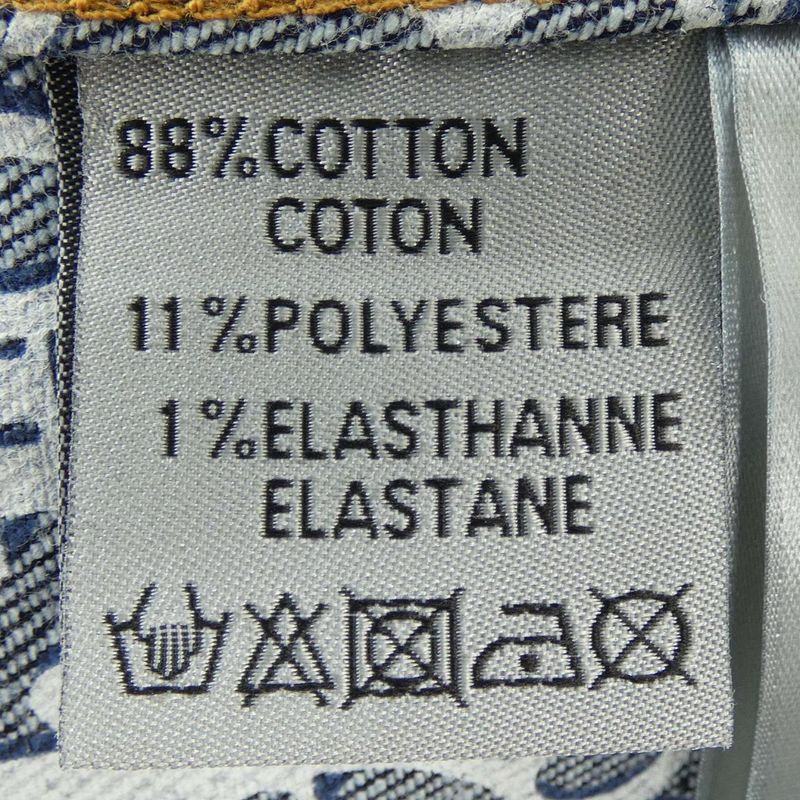 88% COTTON
COTON
11% POLYESTERE
1% ELASTHANNE
ELASTANE